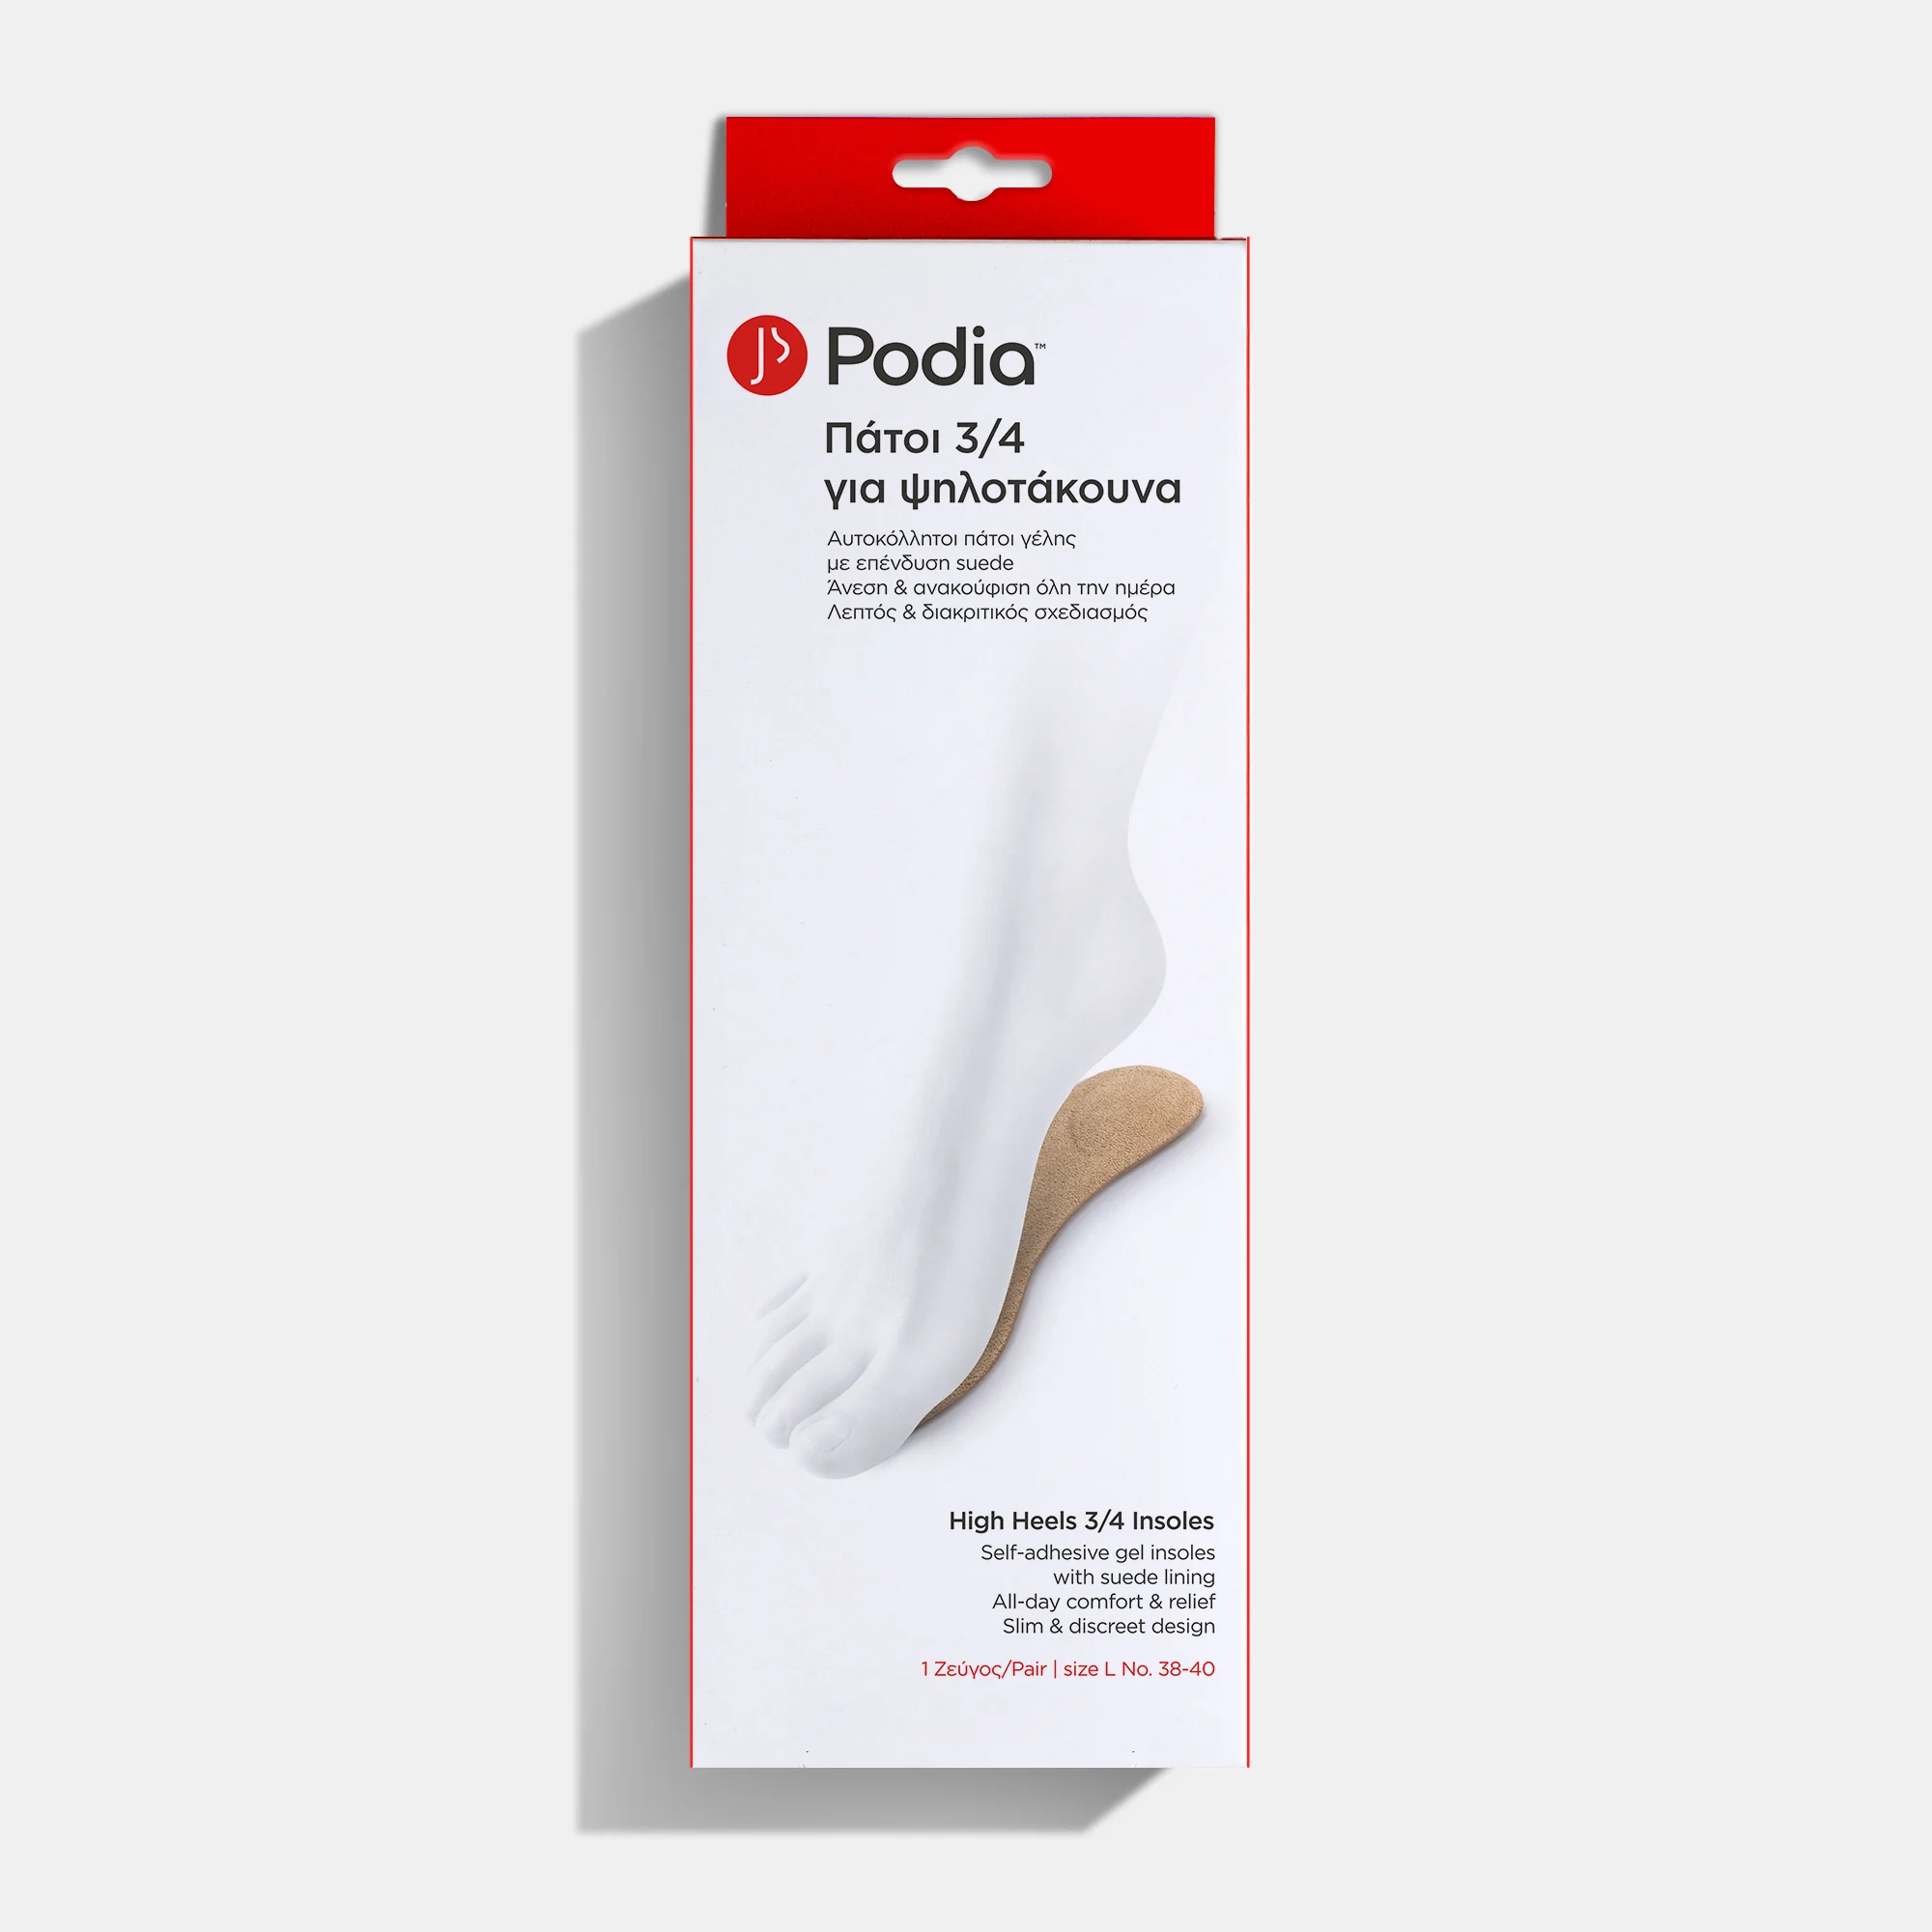 Podia™
Πάτοι 3/4
για ψηλοτάκουνα
Αυτοκόλλητοι πάτοι γέλης
με επένδυση suede
Άνεση & ανακούφιση όλη την ημέρα
Λεπτός & διακριτικός σχεδιασμός
High Heels 3/4 Insoles
Self-adhesive gel insoles
with suede lining
All-day comfort & relief
Slim & discreet design
1 Ζεύγος/Pair | size L No. 38-40